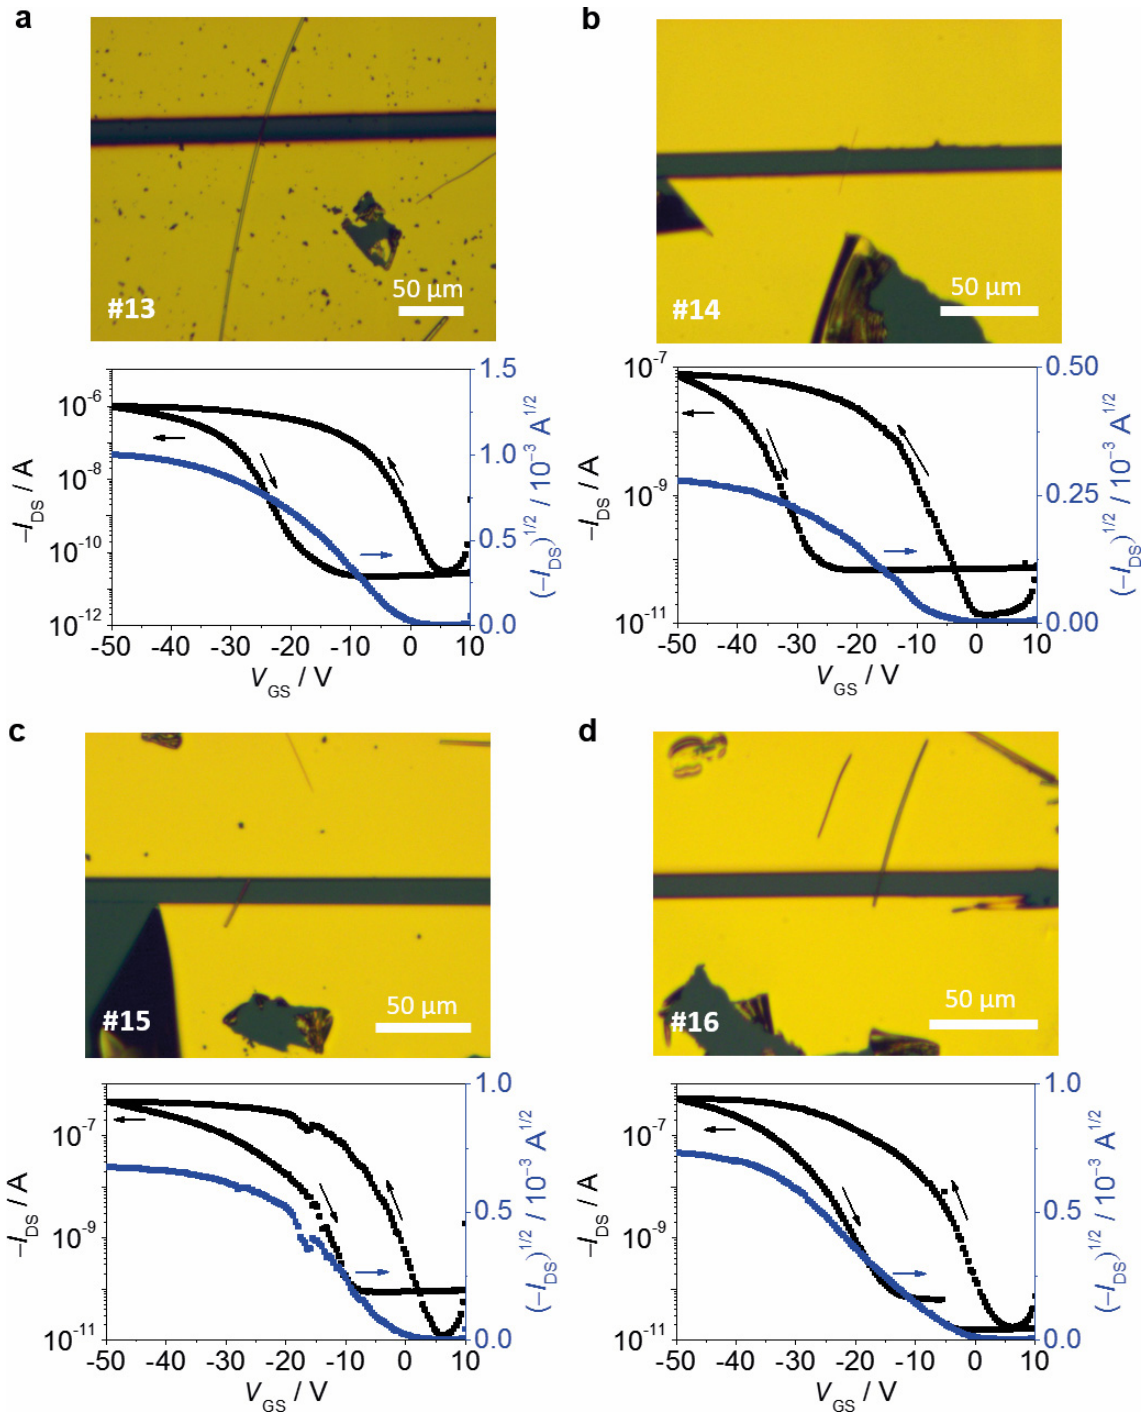 a
#13
50 μm
b
#14
50 μm
10⁻⁶
10⁻⁸
10⁻¹⁰
10⁻¹²
–I_DS / A
1.5
1.0
0.5
0.0
(–I_DS)^1/2 / 10⁻³ A^1/2
-50 -40 -30 -20 -10 0 10
V_GS / V
10⁻⁷
10⁻⁹
10⁻¹¹
–I_DS / A
0.50
0.25
0.00
(–I_DS)^1/2 / 10⁻³ A^1/2
-50 -40 -30 -20 -10 0 10
V_GS / V
c
#15
50 μm
d
#16
50 μm
10⁻⁷
10⁻⁹
10⁻¹¹
–I_DS / A
1.0
0.5
0.0
(–I_DS)^1/2 / 10⁻³ A^1/2
-50 -40 -30 -20 -10 0 10
V_GS / V
10⁻⁷
10⁻⁹
10⁻¹¹
–I_DS / A
1.0
0.5
0.0
(–I_DS)^1/2 / 10⁻³ A^1/2
-50 -40 -30 -20 -10 0 10
V_GS / V